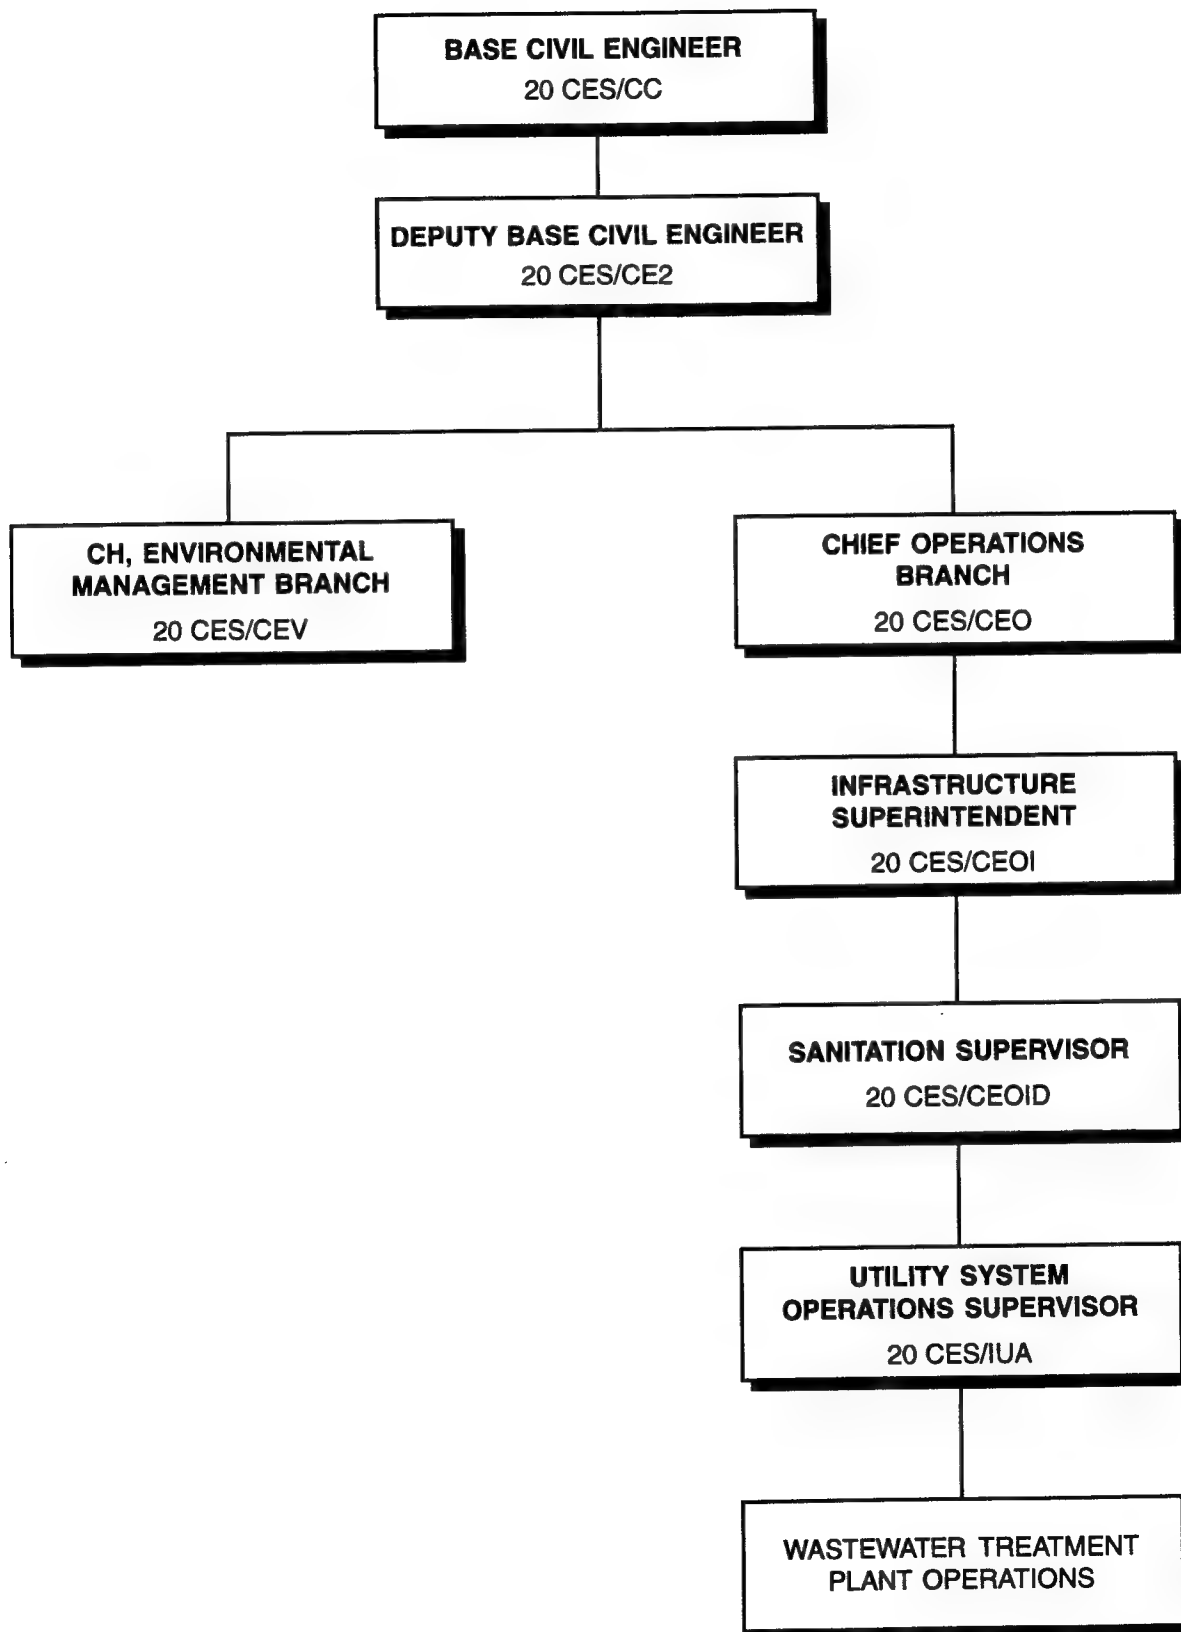 BASE CIVIL ENGINEER
20 CES/CC
DEPUTY BASE CIVIL ENGINEER
20 CES/CE2
CH, ENVIRONMENTAL
MANAGEMENT BRANCH
20 CES/CEV
CHIEF OPERATIONS
BRANCH
20 CES/CEO
INFRASTRUCTURE
SUPERINTENDENT
20 CES/CEOI
SANITATION SUPERVISOR
20 CES/CEOID
UTILITY SYSTEM
OPERATIONS SUPERVISOR
20 CES/IUA
WASTEWATER TREATMENT
PLANT OPERATIONS